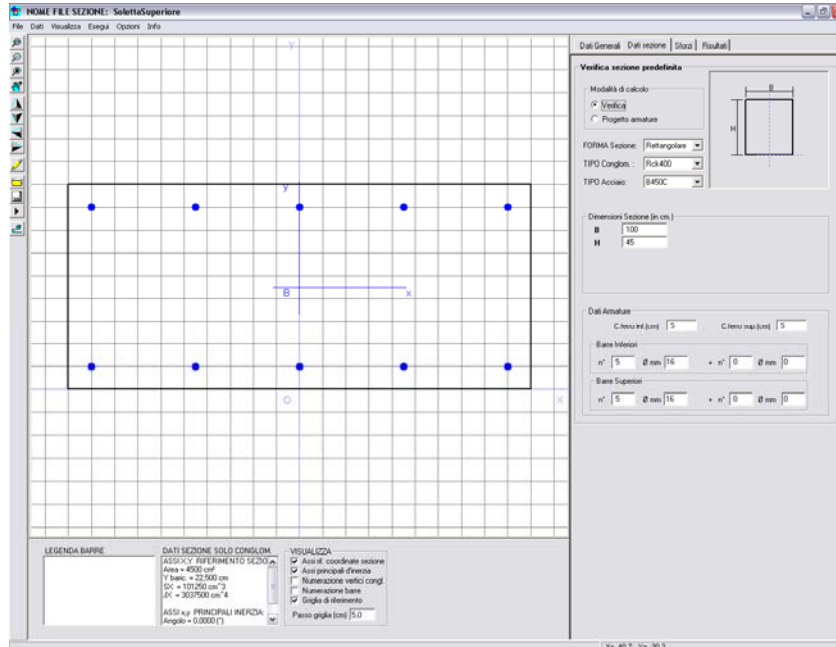 NOME FILE SEZIONE: SolettaSuperiore
File Dati Visualizza Esegui Opzioni Info
Dati Generali Dati sezione Sforzi Risultati
Verifica sezione predefinita
Modalità di calcolo
Verifica
Progetto armature
B
H
FORMA Sezione: Rettangolare
TIPO Conglom. : Rck400
TIPO Acciaio: B450C
Dimensioni Sezione (in cm.)
B 100
H 45
Dati Armature
C.ferru inf.(cm) 5 C.ferru sup.(cm) 5
Barre Inferiori
n° 5 Ø mm 16 + n° 0 Ø mm 0
Barre Superiori
n° 5 Ø mm 16 + n° 0 Ø mm 0
Y
y
B x
O X
LEGENDA BARRE
DATI SEZIONE SOLO CONGLOM.
ASSI X,Y RIFERIMENTO SEZIO
Area = 4500 cm²
Y baric. = 22,500 cm
SX = 101250 cm^3
JX = 3037500 cm^4
ASSI x,y PRINCIPALI INERZIA:
Angolo = 0,0000 (°)
VISUALIZZA
Assi rif. coordinate sezione
Assi principali d'inerzia
Numerazione vertici congl.
Numerazione barre
Griglia di riferimento
Passo griglia (cm) 5,0